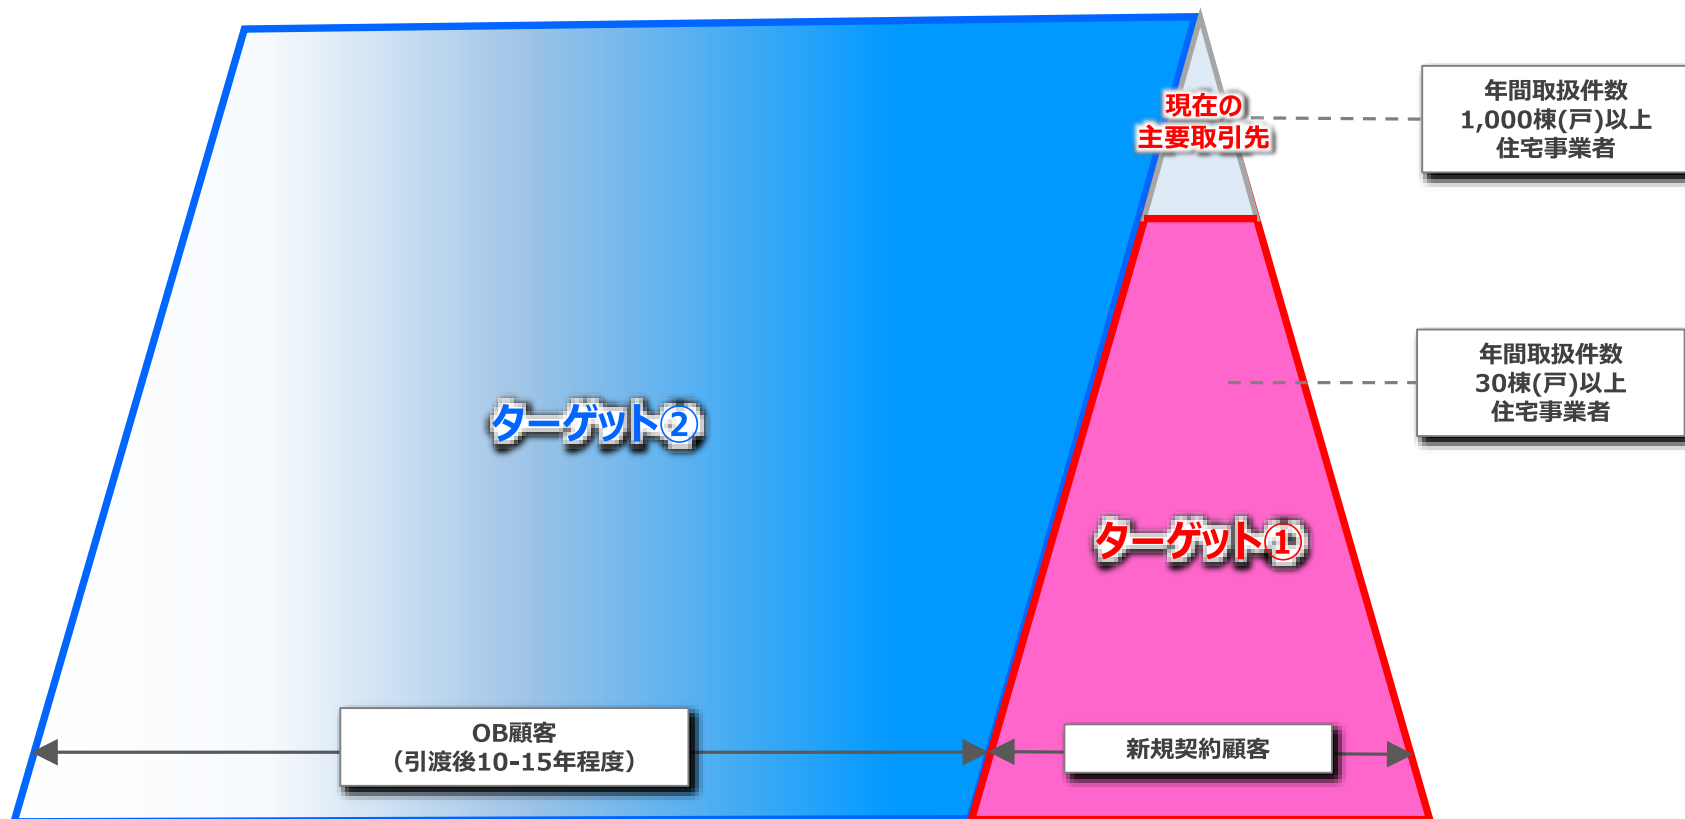 現在の
主要取引先
年間取扱件数
1,000棟(戸)以上
住宅事業者
年間取扱件数
30棟(戸)以上
住宅事業者
ターゲット②
ターゲット①
OB顧客
（引渡後10-15年程度）
新規契約顧客